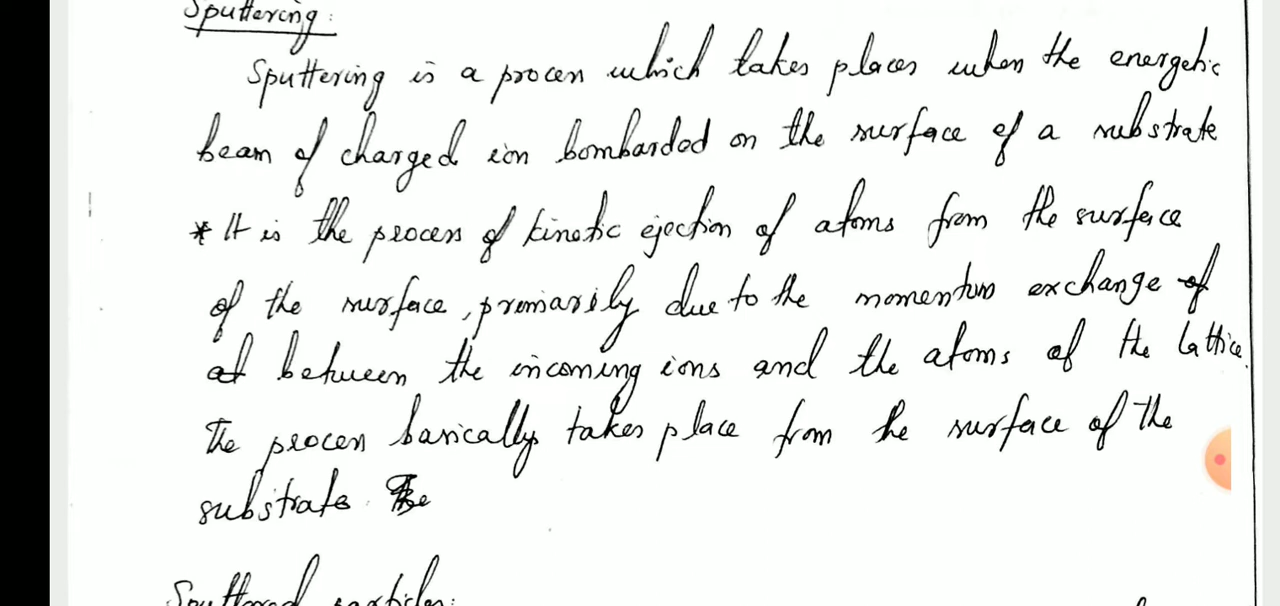 Sputtering:
Sputtering is a process which takes places when the energetic
beam of charged ion bombarded on the surface of a substrate
* It is the process of kinetic ejection of atoms from the surface
of the surface, primarily due to the momentum exchange of
at between the incoming ions and the atoms of the lattice.
The process basically takes place from the surface of the
substrate. The
Sputtered particles: